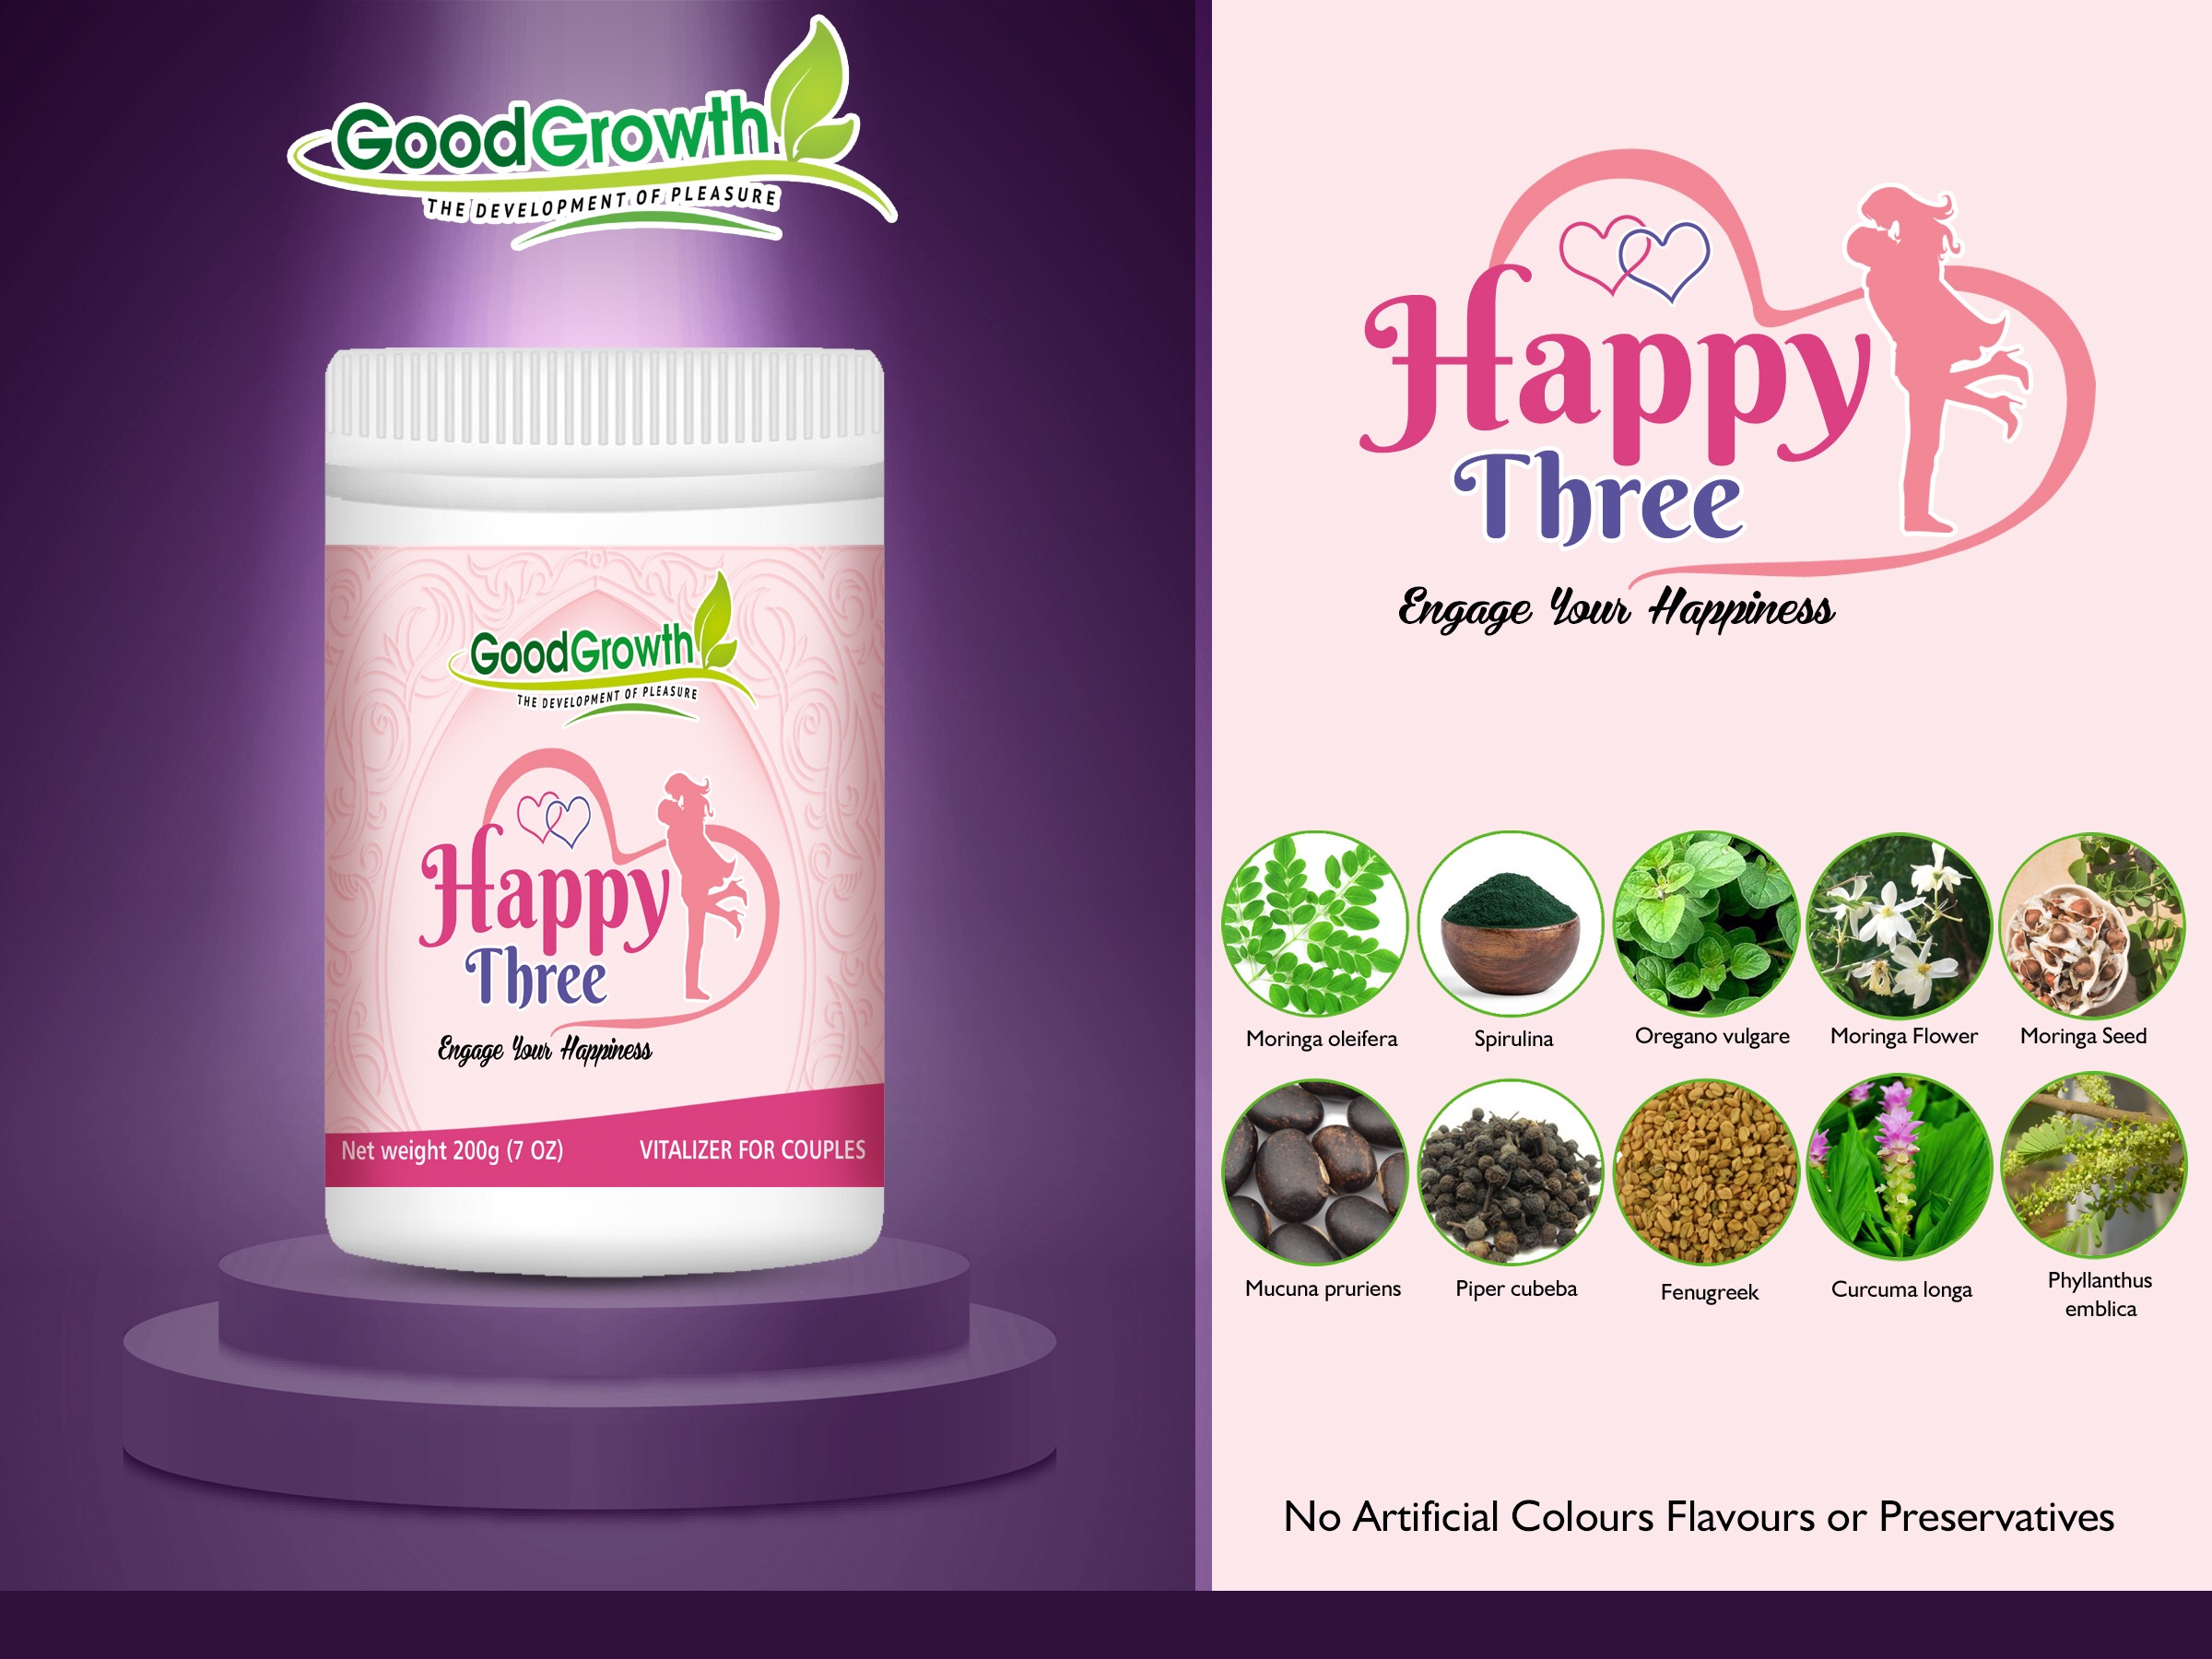 GoodGrowth
THE DEVELOPMENT OF PLEASURE
GoodGrowth
THE DEVELOPMENT OF PLEASURE
Happy
Three
Engage Your Happiness
Net weight 200g (7 OZ) VITALIZER FOR COUPLES
Happy
Three
Engage Your Happiness
Moringa oleifera
Spirulina
Oregano vulgare
Moringa Flower
Moringa Seed
Mucuna pruriens
Piper cubeba
Fenugreek
Curcuma longa
Phyllanthus
emblica
No Artificial Colours Flavours or Preservatives